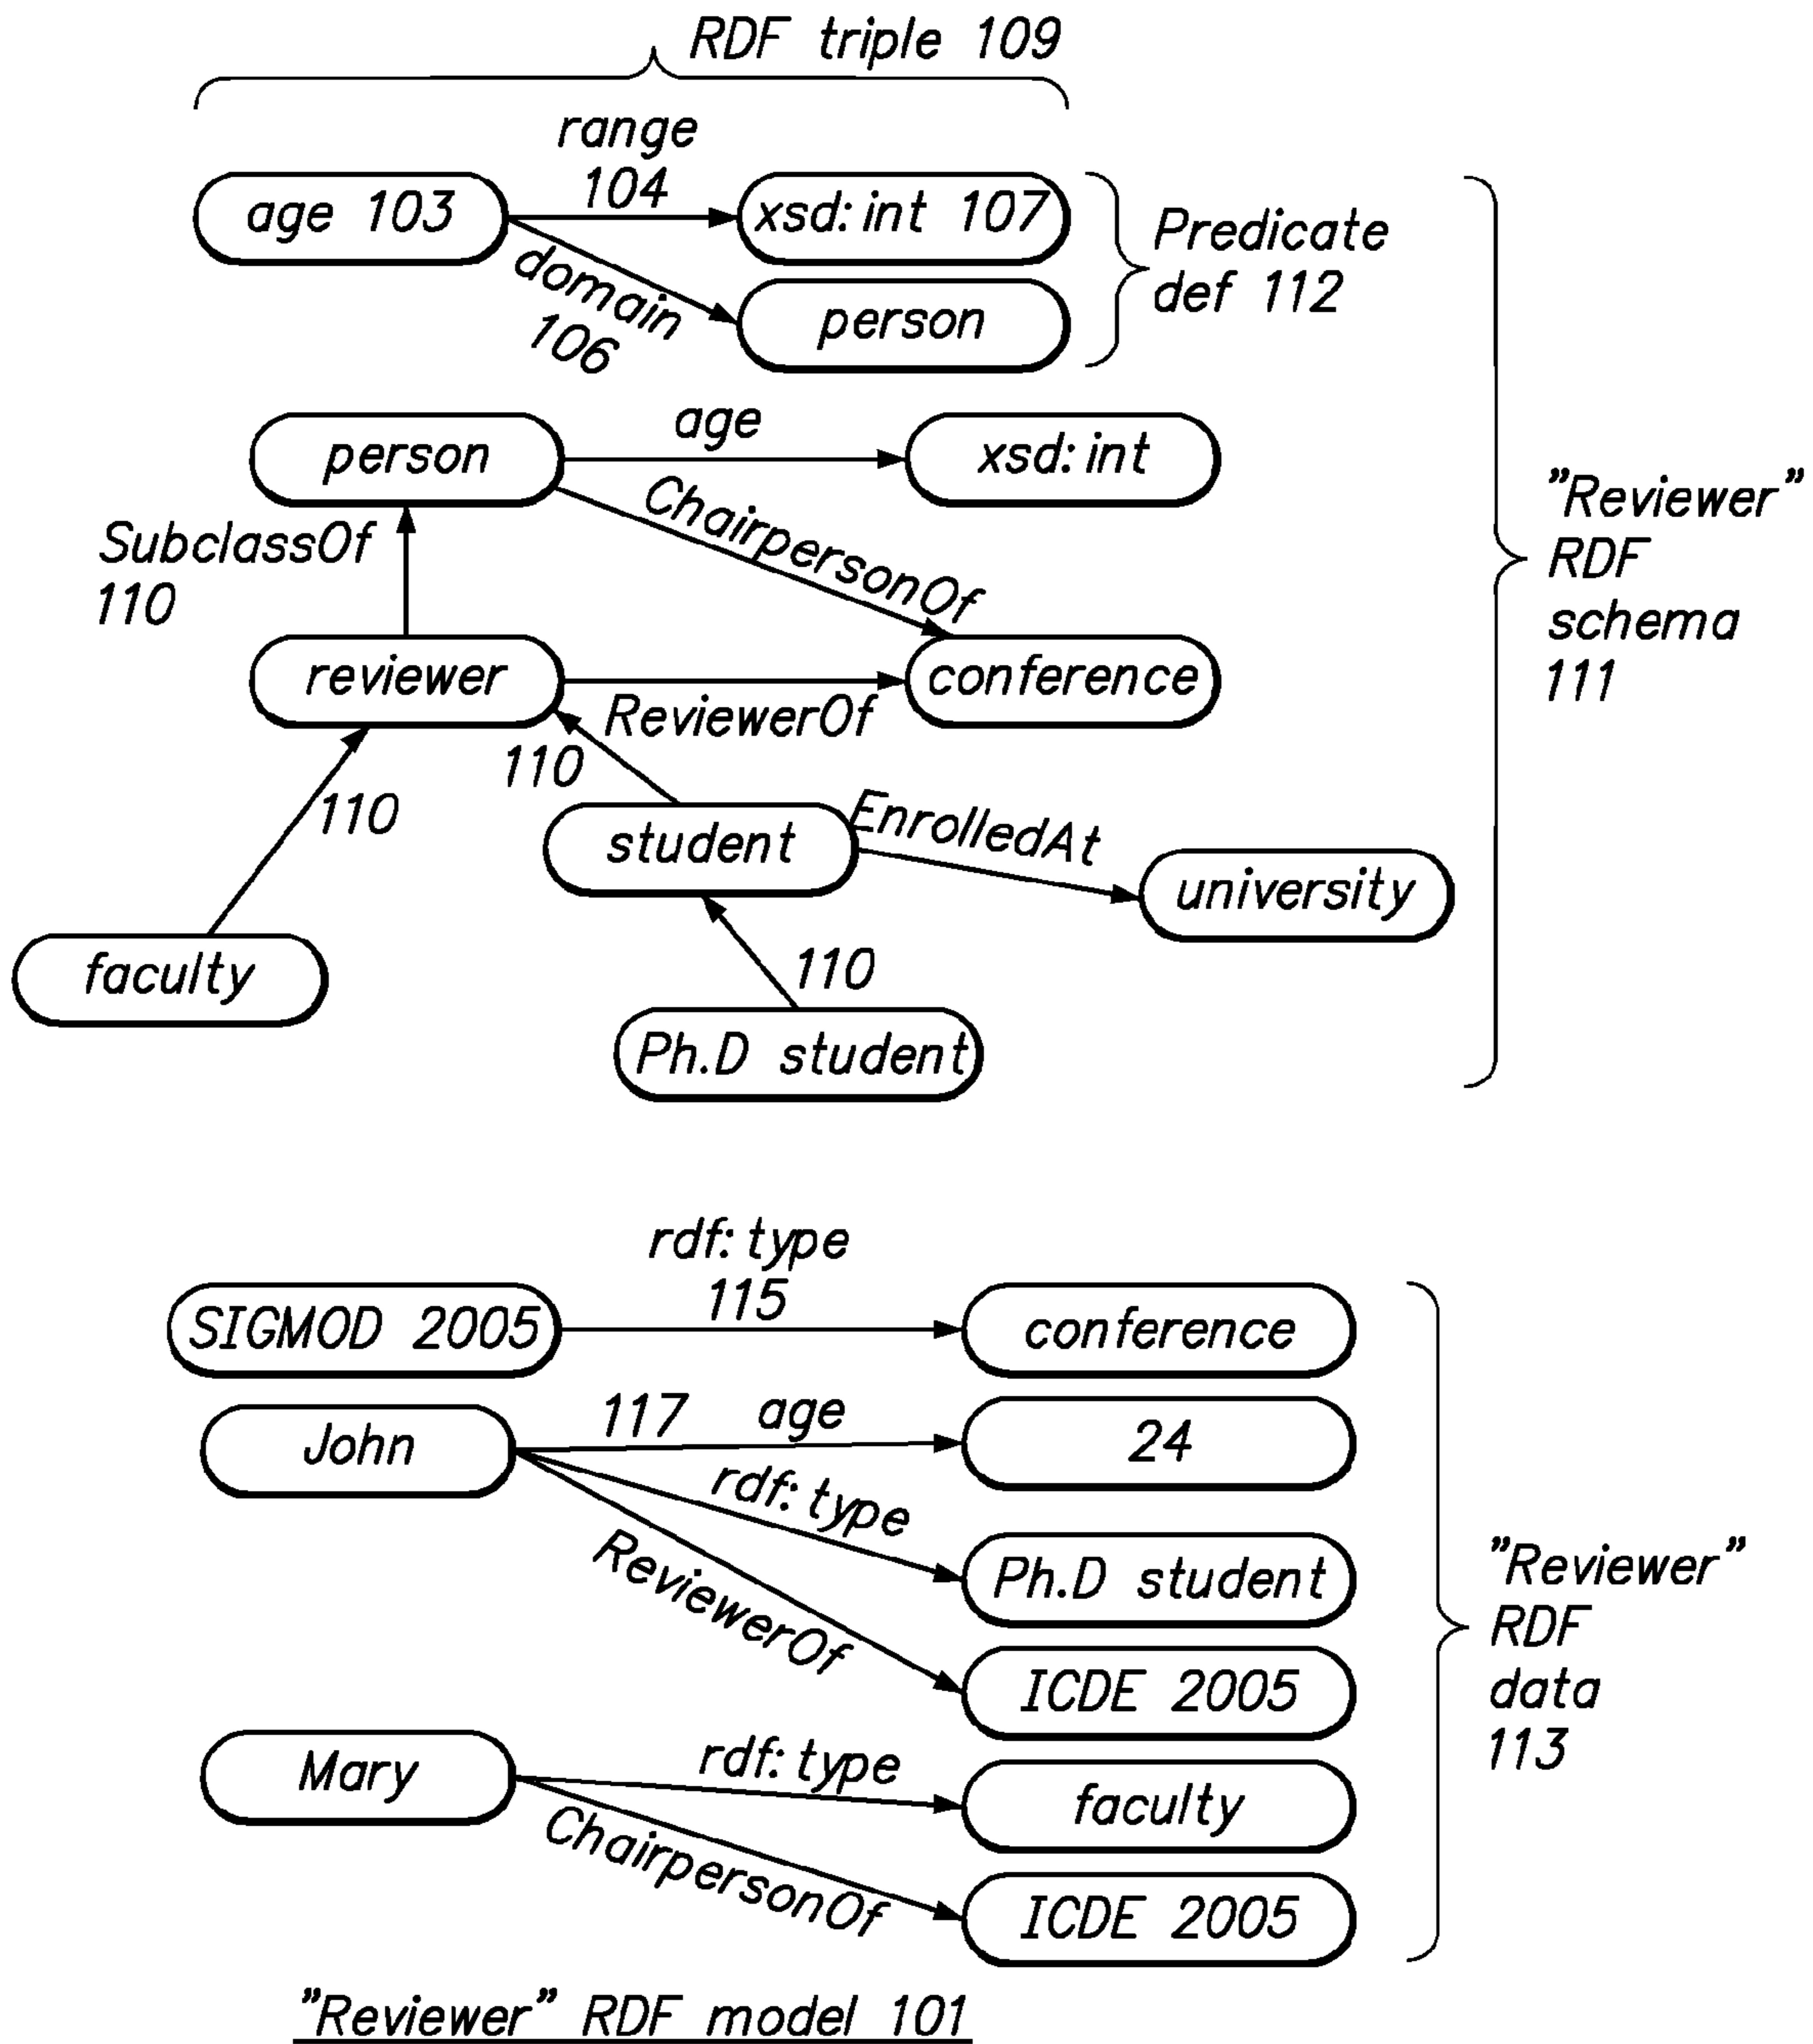 RDF triple 109
range
104
age 103
xsd:int 107
domain
106
person
Predicate
def 112
person
age
xsd:int
ChairpersonOf
SubclassOf
110
reviewer
ReviewerOf
conference
"Reviewer"
RDF
schema
111
110
110
student
EnrolledAt
university
faculty
110
Ph.D student
rdf:type
115
SIGMOD 2005
conference
John
117 age
24
rdf:type
Ph.D student
ReviewerOf
ICDE 2005
"Reviewer"
RDF
data
113
Mary
rdf:type
faculty
ChairpersonOf
ICDE 2005
"Reviewer" RDF model 101